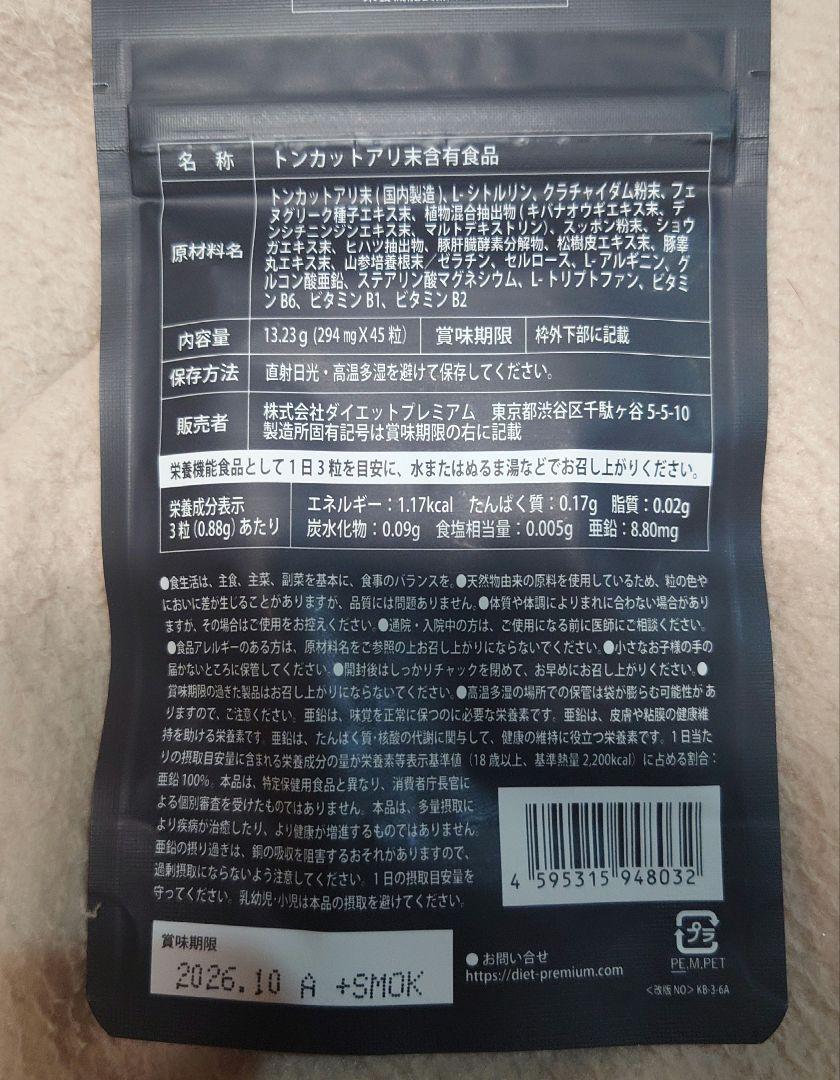 名 称 トンカットアリ末含有食品
原材料名
トンカットアリ末(国内製造)、L-シトルリン、クラチャイダム粉末、フェ
ヌグリーク種子エキス末、植物混合抽出物(キバナオウギエキス末、デ
ンシチニンジンエキス末、マルトデキストリン)、スッポン粉末、ショウ
ガエキス末、ヒハツ抽出物、豚肝臓酵素分解物、松樹皮エキス末、豚睾
丸エキス末、山参培養根末/ゼラチン、セルロース、L-アルギニン、グ
ルコン酸亜鉛、ステアリン酸マグネシウム、L-トリプトファン、ビタミ
ンB6、ビタミンB1、ビタミンB2
内容量 13.23g(294mgX45粒) 賞味期限 枠外下部に記載
保存方法 直射日光・高温多湿を避けて保存してください。
販売者
株式会社ダイエットプレミアム 東京都渋谷区千駄ヶ谷5-5-10
製造所固有記号は賞味期限の右に記載
栄養機能食品として1日3粒を目安に、水またはぬるま湯などでお召し上がりください。
栄養成分表示
3粒(0.88g)あたり
エネルギー:1.17kcal たんぱく質:0.17g 脂質:0.02g
炭水化物:0.09g 食塩相当量:0.005g 亜鉛:8.80mg
●食生活は、主食、主菜、副菜を基本に、食事のバランスを。●天然物由来の原料を使用しているため、粒の色や
においに差が生じることがありますが、品質には問題ありません。●体質や体調によりまれに合わない場合があり
ますが、その場合はご使用をお控えください。●通院・入院中の方は、ご使用になる前に医師にご相談ください。
●食品アレルギーのある方は、原材料名をご参照の上お召し上がりにならないでください。●小さなお子様の手の
届かないところに保管してください。●開封後はしっかりチャックを閉めて、お早めにお召し上がりください。●
賞味期限の過ぎた製品はお召し上がりにならないでください。●高温多湿の場所での保管は袋が膨らむ可能性があ
りますので、ご注意ください。亜鉛は、味覚を正常に保つのに必要な栄養素です。亜鉛は、皮膚や粘膜の健康維
持を助ける栄養素です。亜鉛は、たんぱく質・核酸の代謝に関与して、健康の維持に役立つ栄養素です。1日当た
りの摂取目安量に含まれる栄養成分の量が栄養素等表示基準値(18歳以上、基準熱量2,200kcal)に占める割合:
亜鉛100%。本品は、特定保健用食品と異なり、消費者庁長官に
よる個別審査を受けたものではありません。本品は、多量摂取に
より疾病が治癒したり、より健康が増進するものではありません。
亜鉛の摂り過ぎは、銅の吸収を阻害するおそれがありますので、
過剰摂取にならないよう注意してください。1日の摂取目安量を
守ってください。乳幼児・小児は本品の摂取を避けてください。
4 595315 948032
賞味期限
2026.10 A +SMOK
●お問い合せ
https://diet-premium.com
プラ
PE,M,PET
<改版NO>KB-3-6A